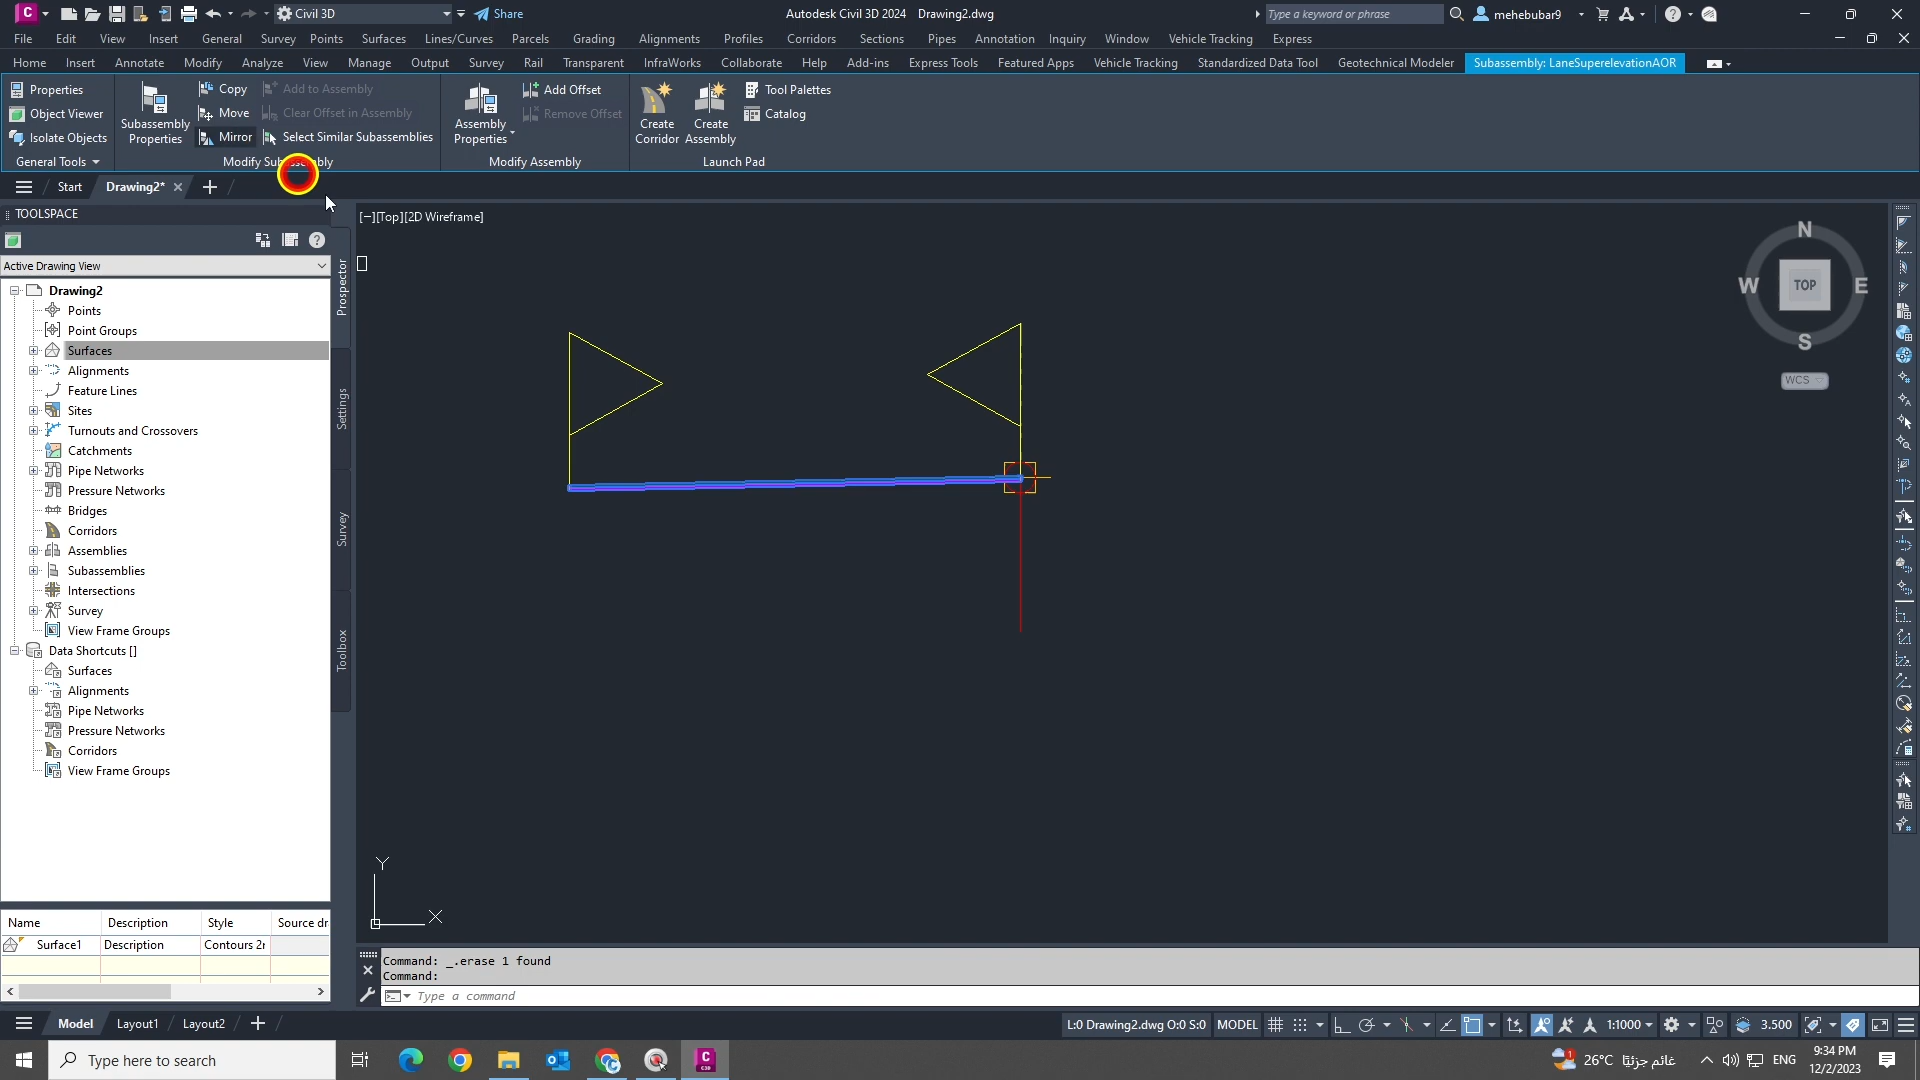 Civil 3D
Share
Autodesk Civil 3D 2024 Drawing2.dwg
Type a keyword or phrase
mehebubar9
File Edit View Insert General Survey Points Surfaces Lines/Curves Parcels Grading Alignments Profiles Corridors Sections Pipes Annotation Inquiry Window Vehicle Tracking Express
Home Insert Annotate Modify Analyze View Manage Output Survey Rail Transparent InfraWorks Collaborate Help Add-ins Express Tools Featured Apps Vehicle Tracking Standardized Data Tool Geotechnical Modeler Subassembly: LaneSuperelevationAOR
Properties
Object Viewer
Isolate Objects
General Tools
Subassembly
Properties
Copy
Move
Mirror
Add to Assembly
Clear Offset in Assembly
Select Similar Subassemblies
Modify Subassembly
Assembly
Properties
Add Offset
Remove Offset
Modify Assembly
Create
Corridor
Create
Assembly
Tool Palettes
Catalog
Launch Pad
Start
Drawing2*
TOOLSPACE
Active Drawing View
Drawing2
Points
Point Groups
Surfaces
Alignments
Feature Lines
Sites
Turnouts and Crossovers
Catchments
Pipe Networks
Pressure Networks
Bridges
Corridors
Assemblies
Subassemblies
Intersections
Survey
View Frame Groups
Data Shortcuts []
Surfaces
Alignments
Pipe Networks
Pressure Networks
Corridors
View Frame Groups
Prospector
Settings
Survey
Toolbox
Name Description Style Source dr
Surface1 Description Contours 2r
[−][Top][2D Wireframe]
N
W TOP E
S
WCS
Y
X
Command: _.erase 1 found
Command:
Type a command
Model Layout1 Layout2
L:0 Drawing2.dwg O:0 S:0 MODEL 1:1000 3.500
Type here to search
26°C غائم جزئيًا
ENG
9:34 PM
12/2/2023